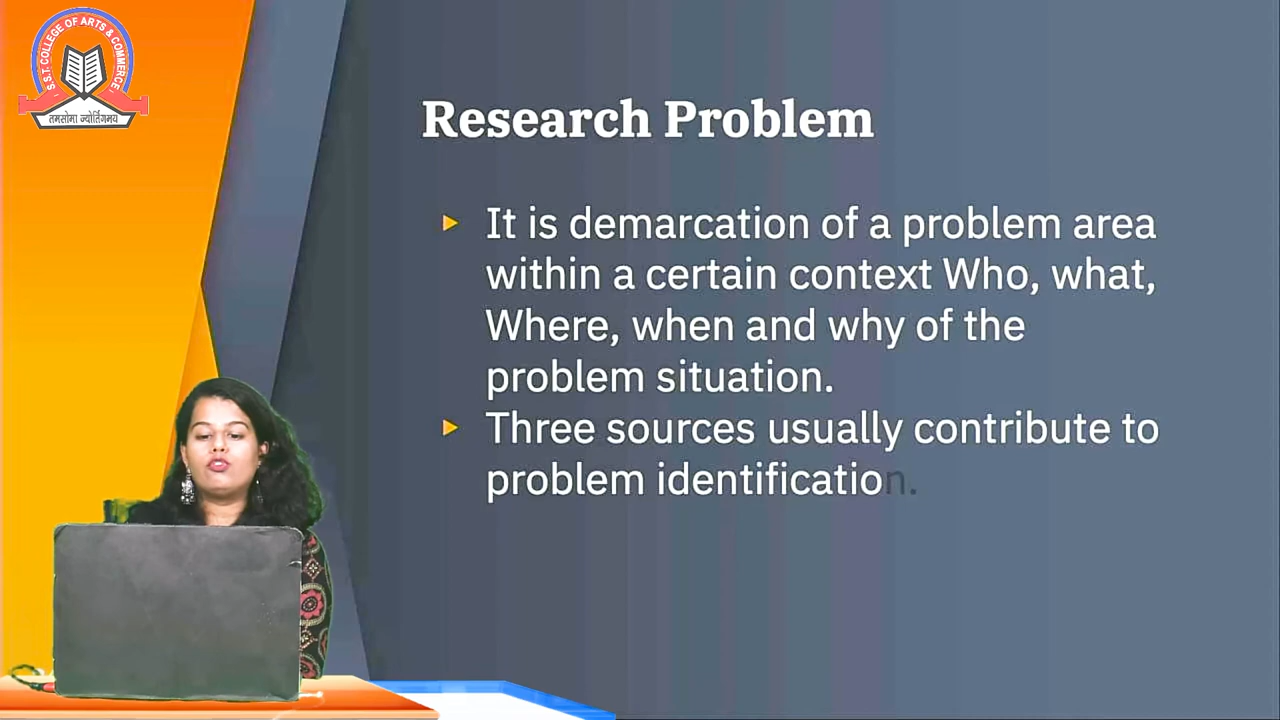 S.S.T. COLLEGE OF ARTS & COMMERCE
तमसोमा ज्योर्तिगमय
Research Problem
It is demarcation of a problem area
within a certain context Who, what,
Where, when and why of the
problem situation.
Three sources usually contribute to
problem identification.